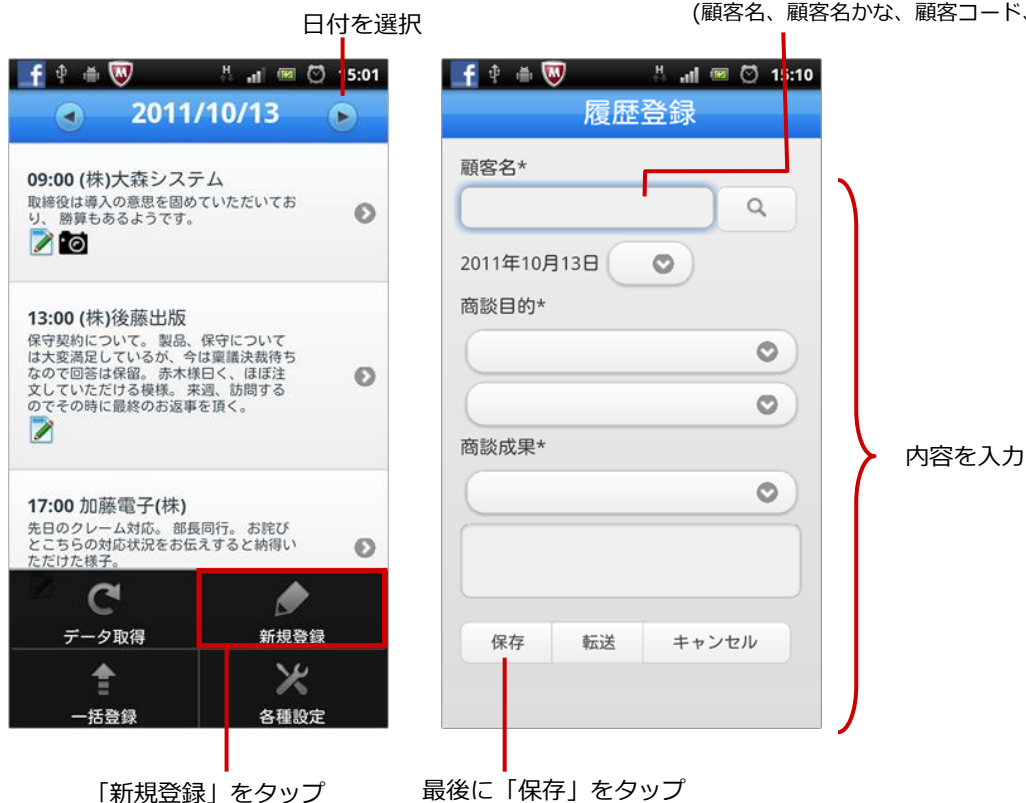 日付を選択
(顧客名、顧客名かな、顧客コード、
15:01
2011/10/13
09:00 (株)大森システム
取締役は導入の意思を固めていただいてお
り、 勝算もあるようです。
13:00 (株)後藤出版
保守契約について。 製品、保守について
は大変満足しているが、今は稟議決裁待ち
なので回答は保留。 赤木様曰く、ほぼ注
文していただける模様。 来週、訪問する
のでその時に最終のお返事を頂く。
17:00 加藤電子(株)
先日のクレーム対応。 部長同行。 お詫び
とこちらの対応状況をお伝えすると納得い
ただけた様子。
データ取得
新規登録
一括登録
各種設定
「新規登録」をタップ
15:10
履歴登録
顧客名*
2011年10月13日
商談目的*
商談成果*
保存 転送 キャンセル
内容を入力
最後に「保存」をタップ